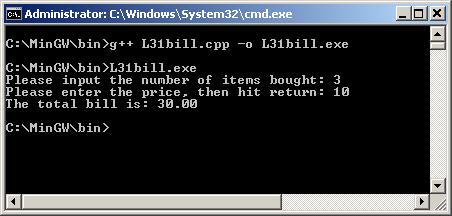 Administrator: C:\Windows\System32\cmd.exe
C:\MinGW\bin>g++ L31bill.cpp -o L31bill.exe
C:\MinGW\bin>L31bill.exe
Please input the number of items bought: 3
Please enter the price, then hit return: 10
The total bill is: 30.00
C:\MinGW\bin>